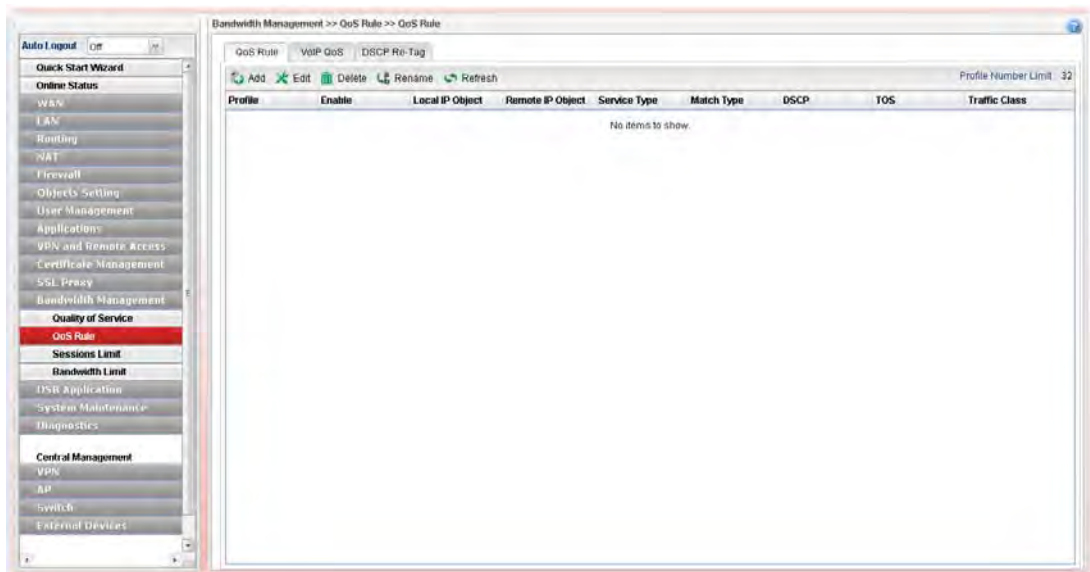 Bandwidth Management >> QoS Rule >> QoS Rule
Auto Logout Off
Quick Start Wizard
Online Status
WAN
LAN
Routing
NAT
Firewall
Objects Setting
User Management
Applications
VPN and Remote Access
Certificate Management
SSL Proxy
Bandwidth Management
Quality of Service
QoS Rule
Sessions Limit
Bandwidth Limit
USB Application
System Maintenance
Diagnostics
Central Management
VPN
AP
Switch
External Devices
QoS Rule VoIP QoS DSCP Re-Tag
Add Edit Delete Rename Refresh Profile Number Limit 32
Profile Enable Local IP Object Remote IP Object Service Type Match Type DSCP TOS Traffic Class
No items to show.